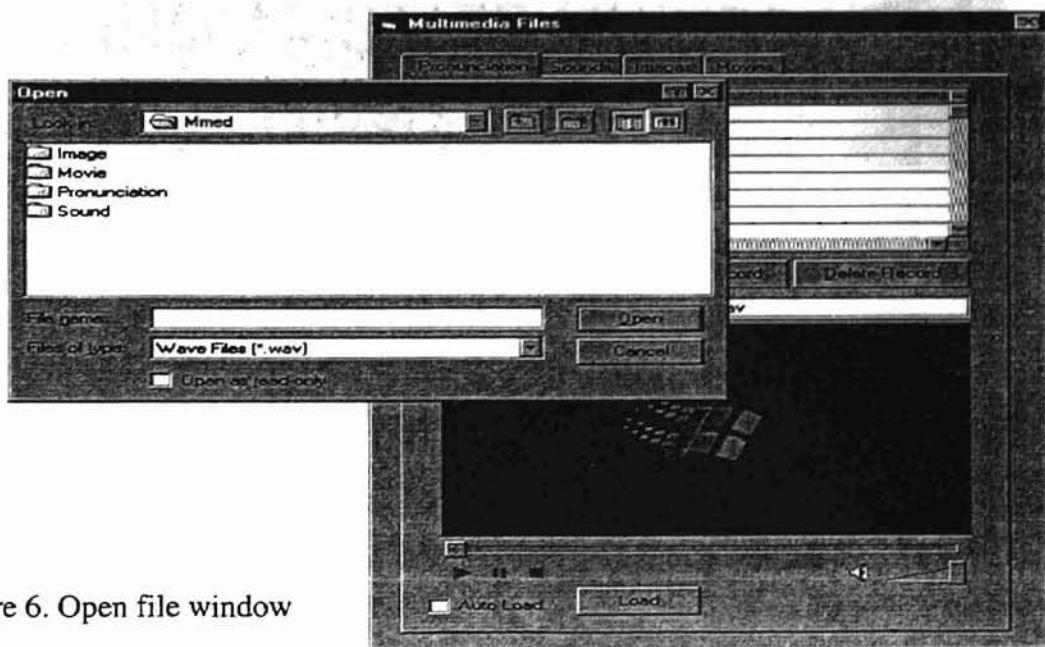 Multimedia Files
Pronunciation Sounds Images Movies
Open
Look in: Mmed
Image
Movie
Pronunciation
Sound
File name:
Open
Files of type: Wave Files (*.wav)
Cancel
Open as read-only
cord Delete Record
av
Auto Load Load
re 6. Open file window